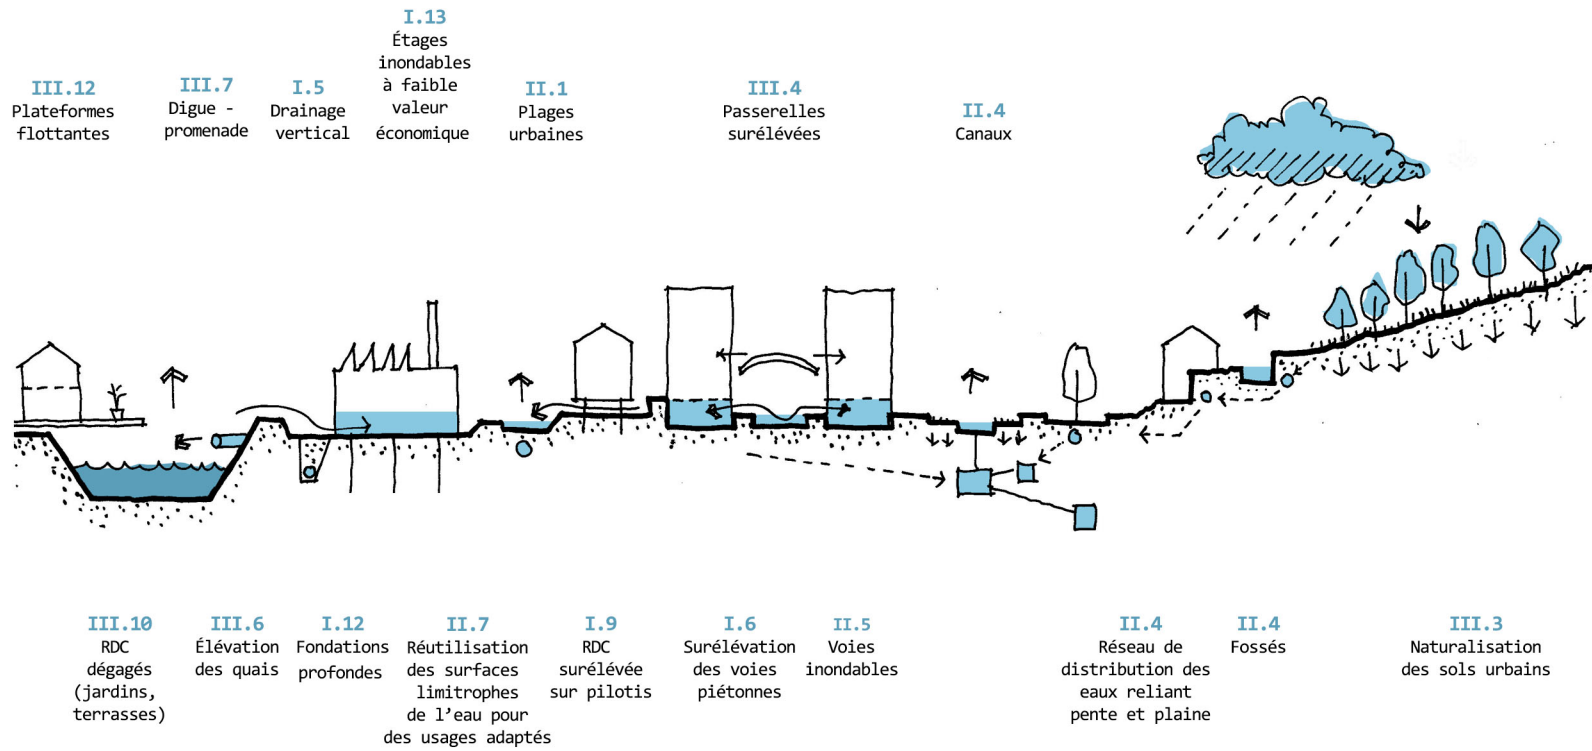 III.12
Plateformes
flottantes
III.7
Digue -
promenade
I.5
Drainage
vertical
I.13
Étages
inondables
à faible
valeur
économique
II.1
Plages
urbaines
III.4
Passerelles
surélévées
II.4
Canaux
III.10
RDC
dégagés
(jardins,
terrasses)
III.6
Élévation
des quais
I.12
Fondations
profondes
II.7
Réutilisation
des surfaces
limitrophes
de l’eau pour
des usages adaptés
I.9
RDC
surélévée
sur pilotis
I.6
Surélévation
des voies
piétonnes
II.5
Voies
inondables
II.4
Réseau de
distribution des
eaux reliant
pente et plaine
II.4
Fossés
III.3
Naturalisation
des sols urbains